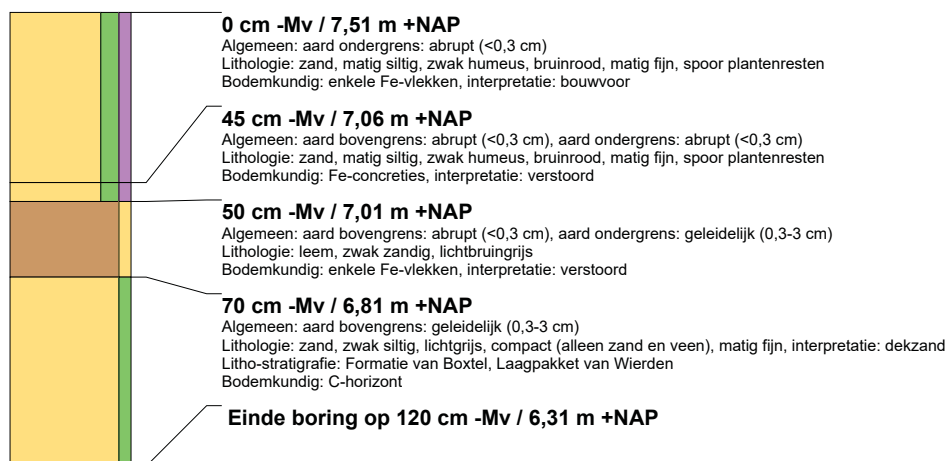 0 cm -Mv / 7,51 m +NAP
Algemeen: aard ondergrens: abrupt (<0,3 cm)
Lithologie: zand, matig siltig, zwak humeus, bruinrood, matig fijn, spoor plantenresten
Bodemkundig: enkele Fe-vlekken, interpretatie: bouwvoor
45 cm -Mv / 7,06 m +NAP
Algemeen: aard bovengrens: abrupt (<0,3 cm), aard ondergrens: abrupt (<0,3 cm)
Lithologie: zand, matig siltig, zwak humeus, bruinrood, matig fijn, spoor plantenresten
Bodemkundig: Fe-concreties, interpretatie: verstoord
50 cm -Mv / 7,01 m +NAP
Algemeen: aard bovengrens: abrupt (<0,3 cm), aard ondergrens: geleidelijk (0,3-3 cm)
Lithologie: leem, zwak zandig, lichtbruingrijs
Bodemkundig: enkele Fe-vlekken, interpretatie: verstoord
70 cm -Mv / 6,81 m +NAP
Algemeen: aard bovengrens: geleidelijk (0,3-3 cm)
Lithologie: zand, zwak siltig, lichtgrijs, compact (alleen zand en veen), matig fijn, interpretatie: dekzand
Litho-stratigrafie: Formatie van Boxtel, Laagpakket van Wierden
Bodemkundig: C-horizont
Einde boring op 120 cm -Mv / 6,31 m +NAP